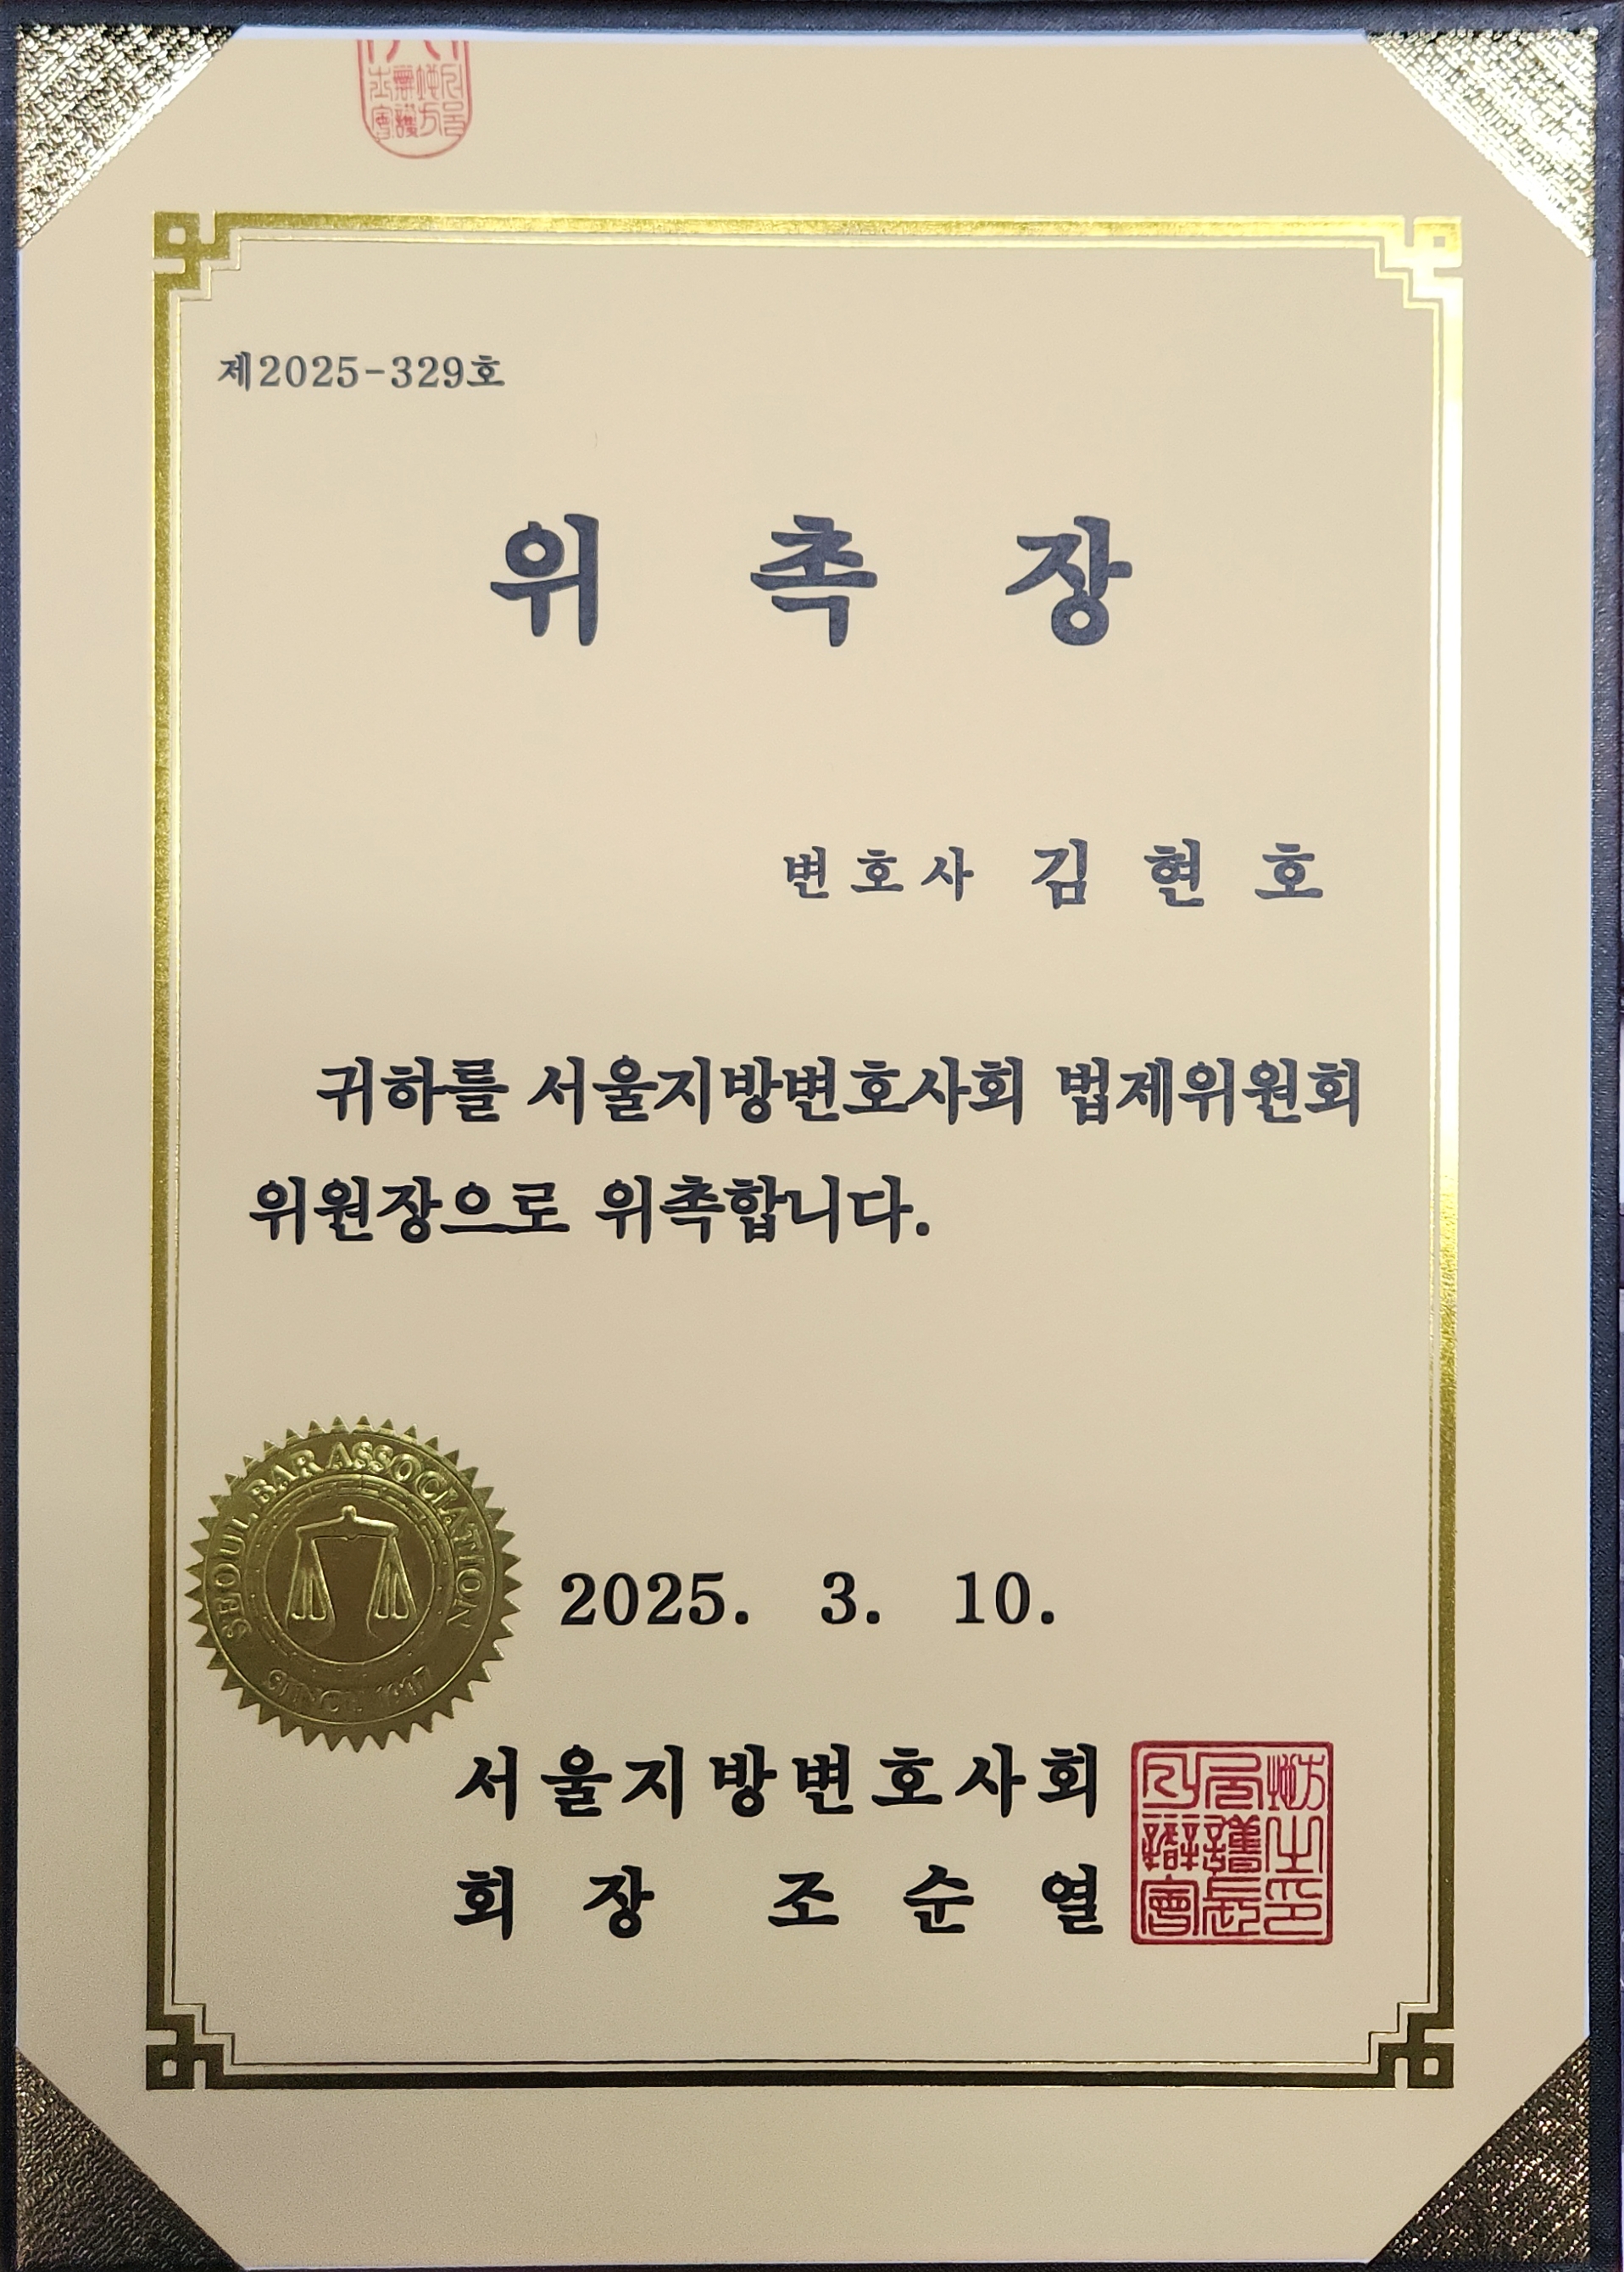 제2025-329호
위 촉 장
변호사 김 현 호
귀하를 서울지방변호사회 법제위원회
위원장으로 위촉합니다.
SEOUL BAR ASSOCIATION
SINCE 1907
2025. 3. 10.
서울지방변호사회
회 장 조 순 열